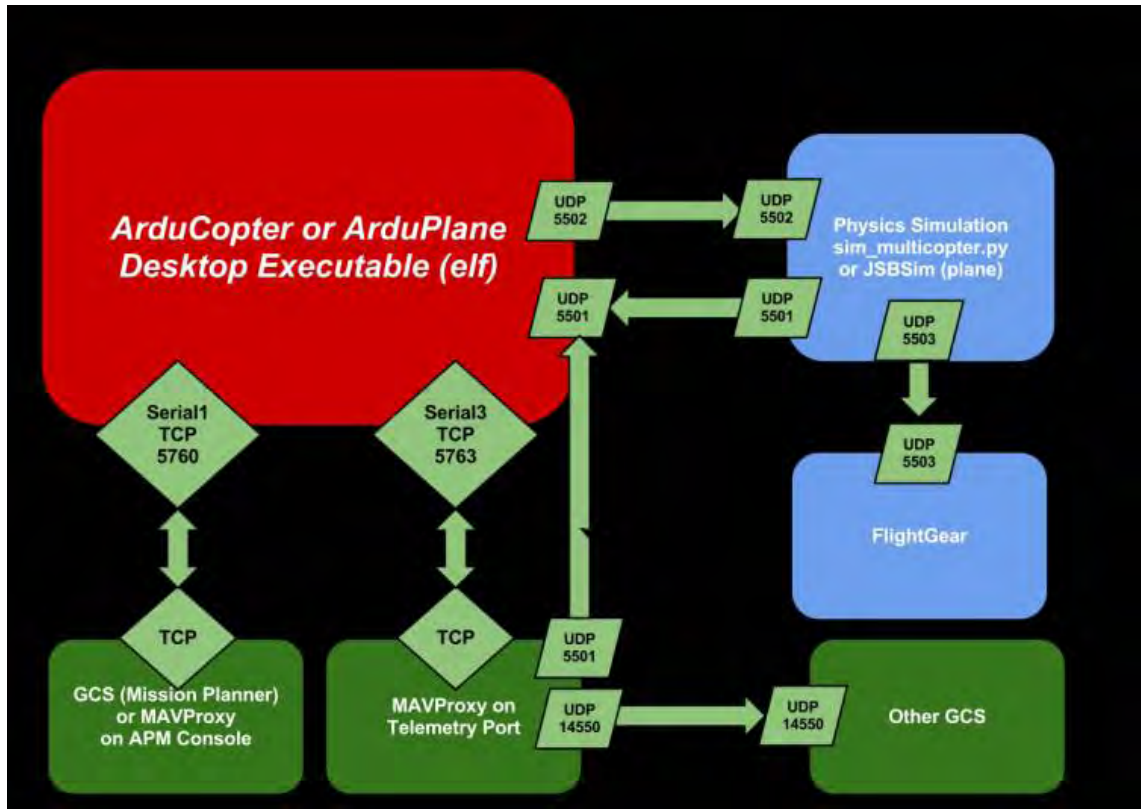 ArduCopter or ArduPlane
Desktop Executable (elf)
UDP
5502
UDP
5502
Physics Simulation
sim_multicopter.py
or JSBSim (plane)
UDP
5501
UDP
5501
UDP
5503
Serial1
TCP
5760
Serial3
TCP
5763
UDP
5503
FlightGear
TCP
TCP
UDP
5501
GCS (Mission Planner)
or MAVProxy
on APM Console
MAVProxy on
Telemetry Port
UDP
14550
UDP
14550
Other GCS